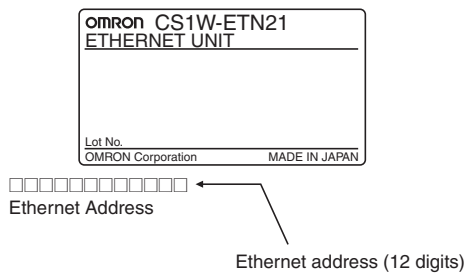 OMRON CS1W-ETN21
ETHERNET UNIT
Lot No.
OMRON Corporation MADE IN JAPAN
□□□□□□□□□□□□
Ethernet Address
Ethernet address (12 digits)